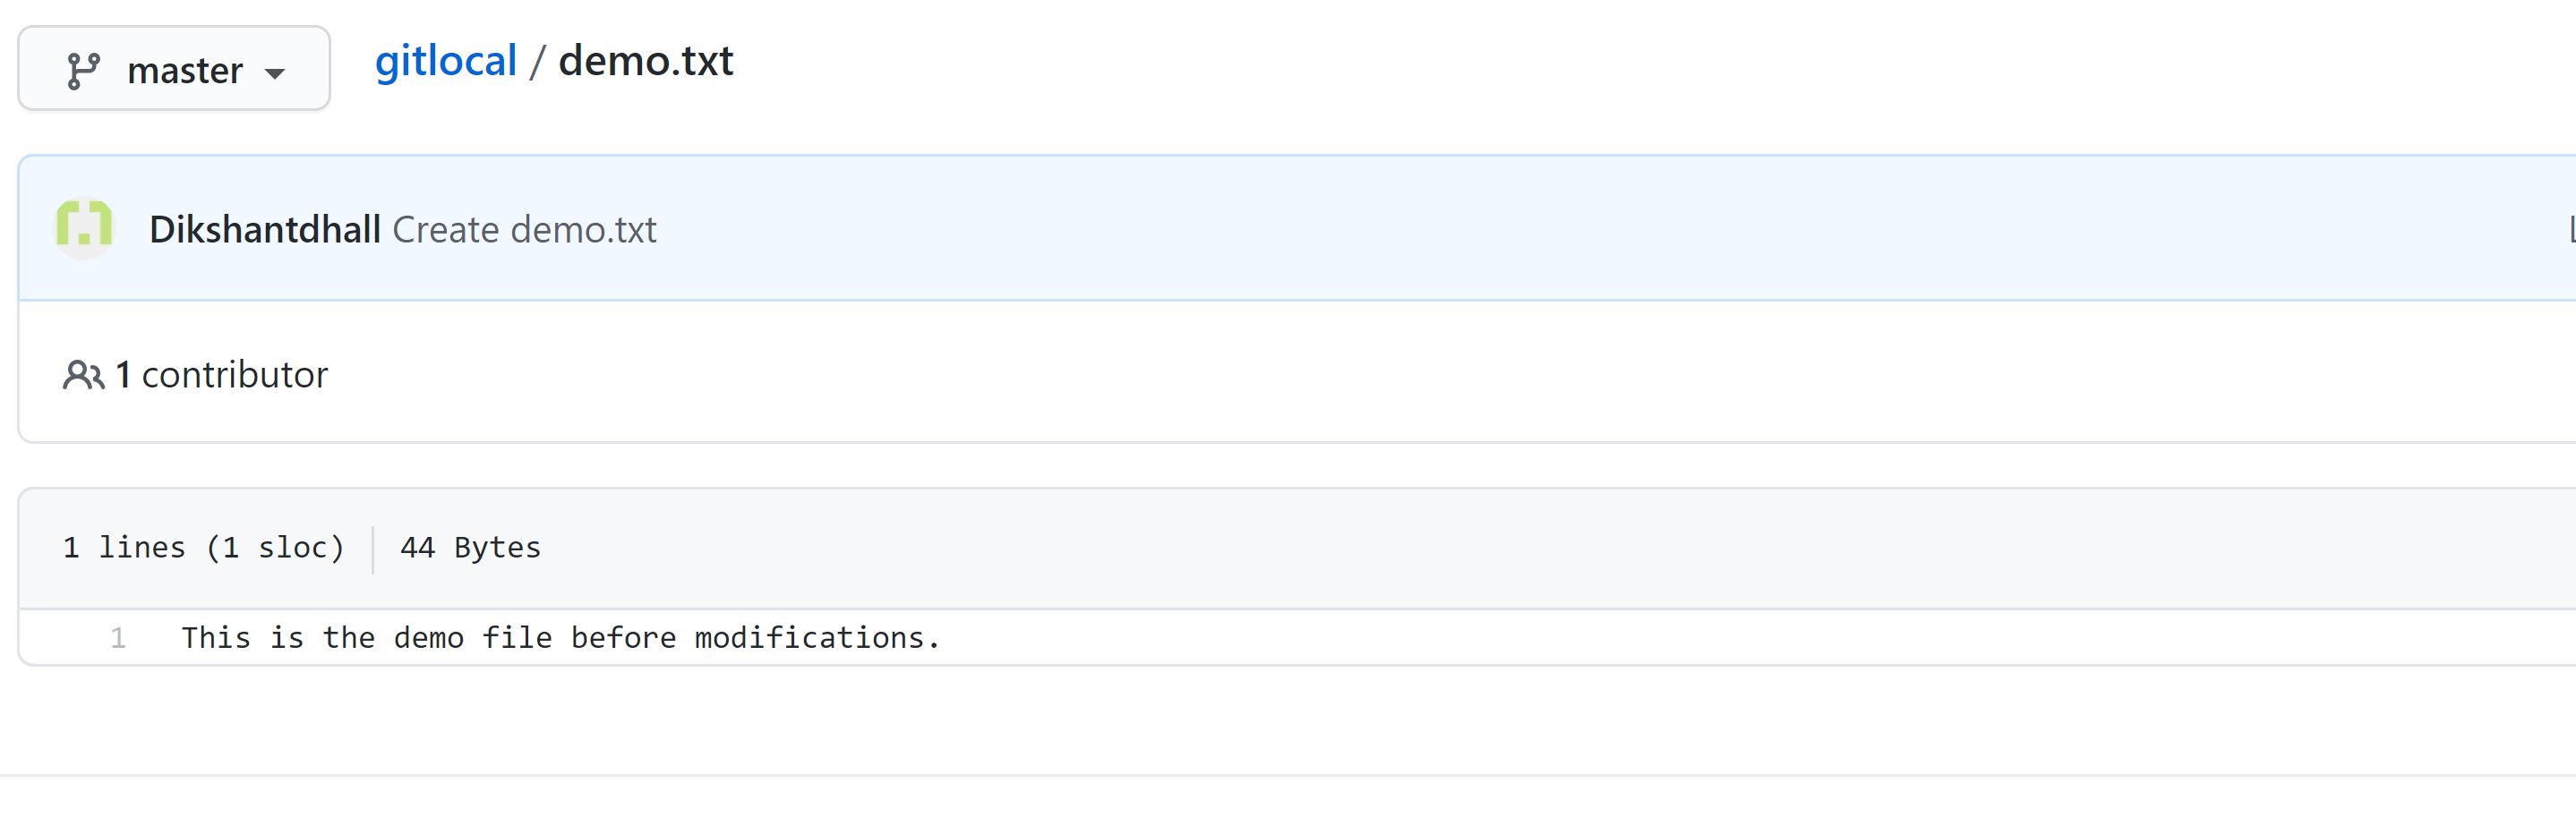 master gitlocal / demo.txt
Dikshantdhall Create demo.txt
1 contributor
1 lines (1 sloc) 44 Bytes
1 This is the demo file before modifications.